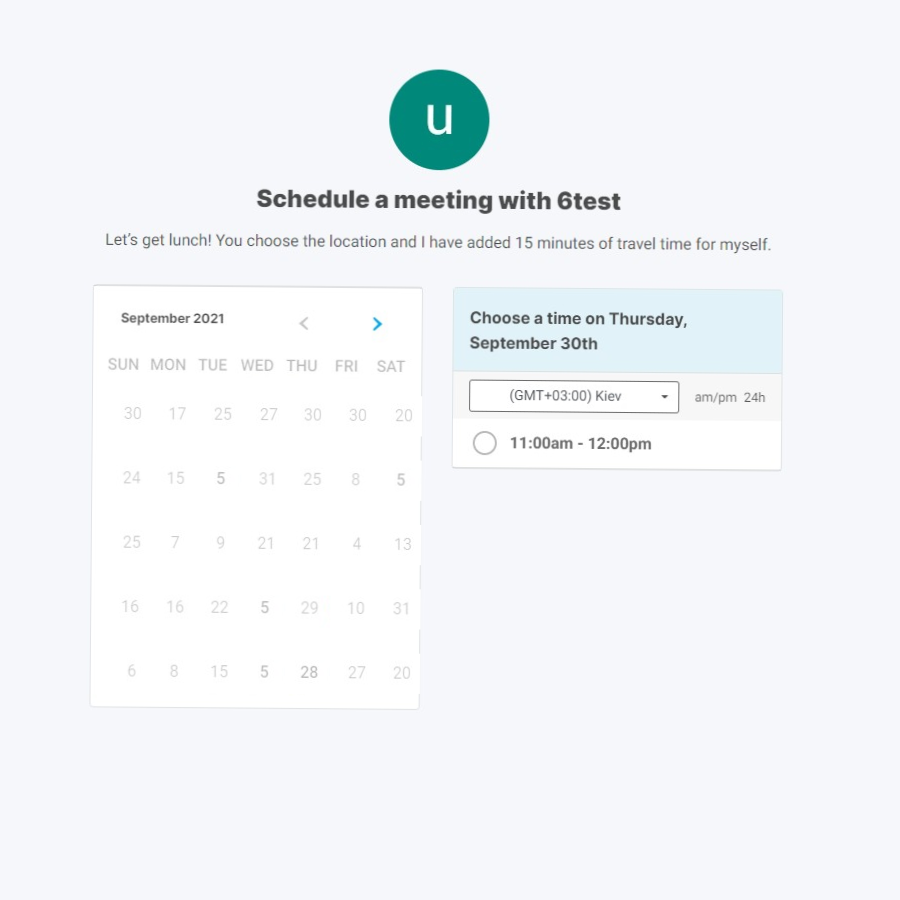 u
Schedule a meeting with 6test
Let's get lunch! You choose the location and I have added 15 minutes of travel time for myself.
September 2021
SUN MON TUE WED THU FRI SAT
30 17 25 27 30 30 20
24 15 5 31 25 8 5
25 7 9 21 21 4 13
16 16 22 5 29 10 31
6 8 15 5 28 27 20
Choose a time on Thursday,
September 30th
(GMT+03:00) Kiev am/pm 24h
11:00am - 12:00pm